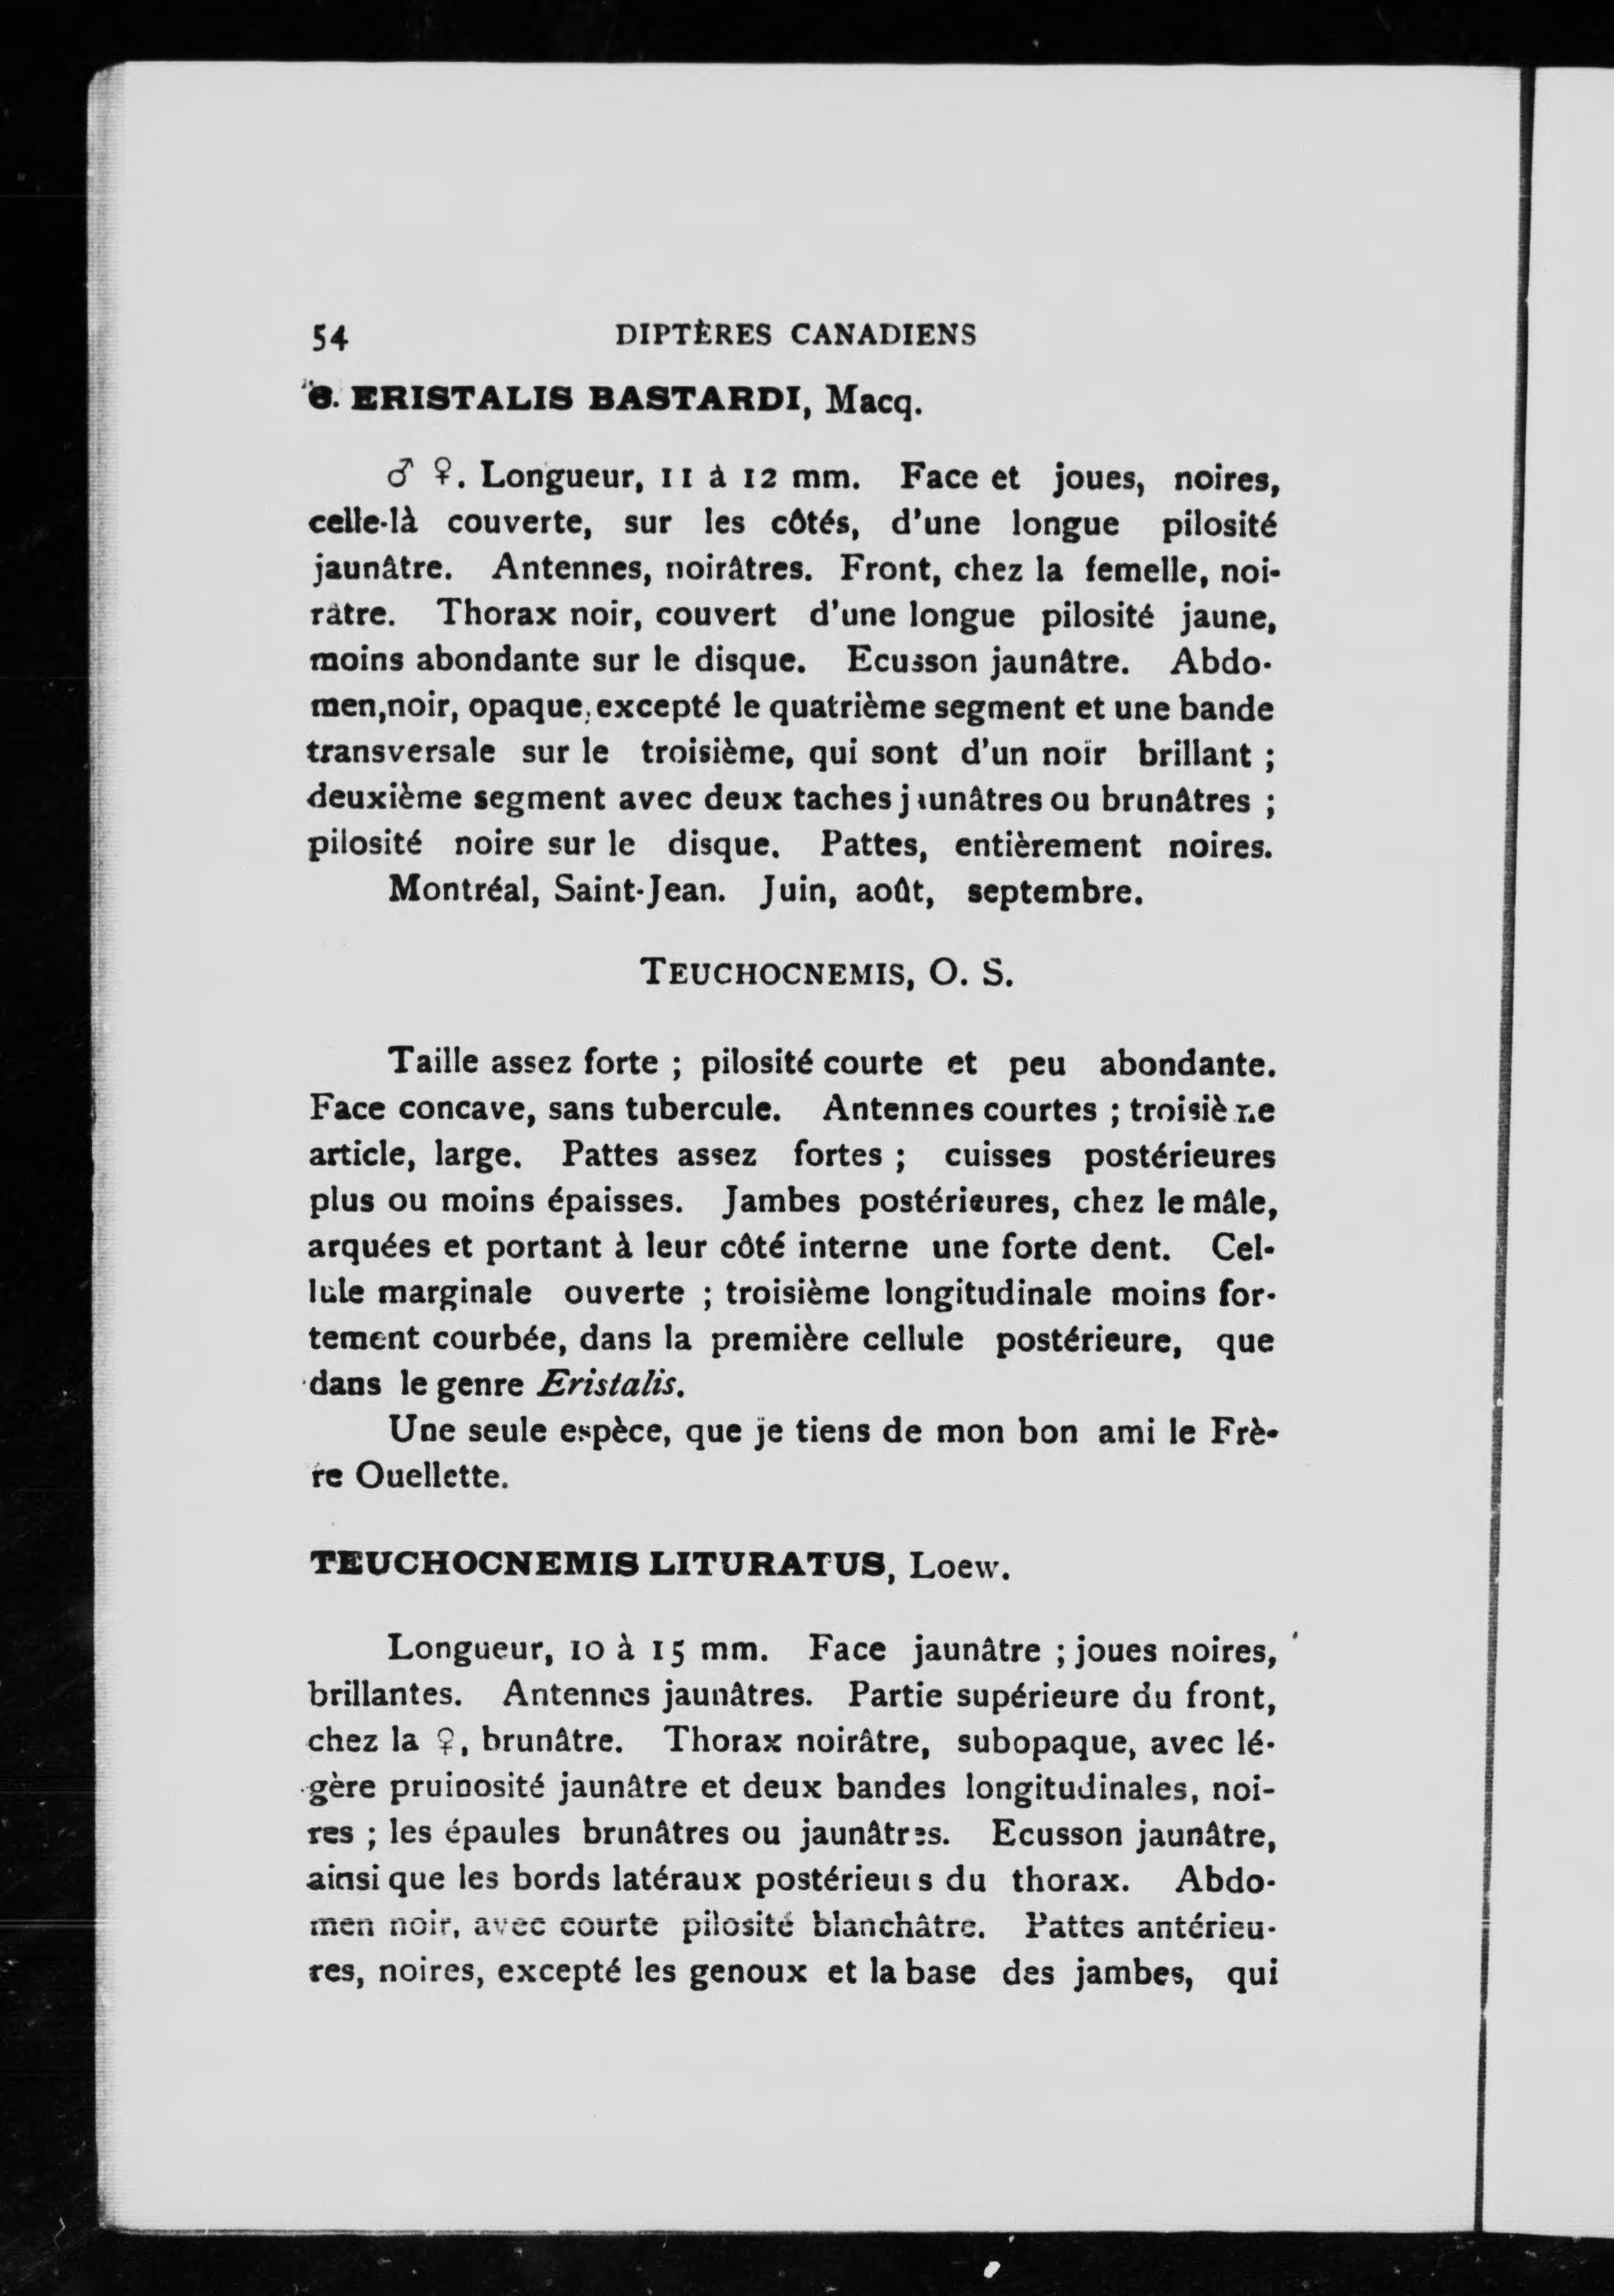 54 DIPTÈRES CANADIENS
6. ERISTALIS BASTARDI, Macq.
♂ ♀. Longueur, 11 à 12 mm. Face et joues, noires,
celle-là couverte, sur les côtés, d'une longue pilosité
jaunâtre. Antennes, noirâtres. Front, chez la femelle, noi-
râtre. Thorax noir, couvert d'une longue pilosité jaune,
moins abondante sur le disque. Ecusson jaunâtre. Abdo-
men,noir, opaque, excepté le quatrième segment et une bande
transversale sur le troisième, qui sont d'un noir brillant ;
deuxième segment avec deux taches jaunâtres ou brunâtres ;
pilosité noire sur le disque. Pattes, entièrement noires.
Montréal, Saint-Jean. Juin, août, septembre.
TEUCHOCNEMIS, O. S.
Taille assez forte ; pilosité courte et peu abondante.
Face concave, sans tubercule. Antennes courtes ; troisième
article, large. Pattes assez fortes ; cuisses postérieures
plus ou moins épaisses. Jambes postérieures, chez le mâle,
arquées et portant à leur côté interne une forte dent. Cel-
lule marginale ouverte ; troisième longitudinale moins for-
tement courbée, dans la première cellule postérieure, que
dans le genre Eristalis.
Une seule espèce, que je tiens de mon bon ami le Frè-
re Ouellette.
TEUCHOCNEMIS LITURATUS, Loew.
Longueur, 10 à 15 mm. Face jaunâtre ; joues noires,
brillantes. Antennes jaunâtres. Partie supérieure du front,
chez la ♀, brunâtre. Thorax noirâtre, subopaque, avec lé-
gère pruinosité jaunâtre et deux bandes longitudinales, noi-
res ; les épaules brunâtres ou jaunâtres. Ecusson jaunâtre,
ainsi que les bords latéraux postérieurs du thorax. Abdo-
men noir, avec courte pilosité blanchâtre. Pattes antérieu-
res, noires, excepté les genoux et la base des jambes, qui